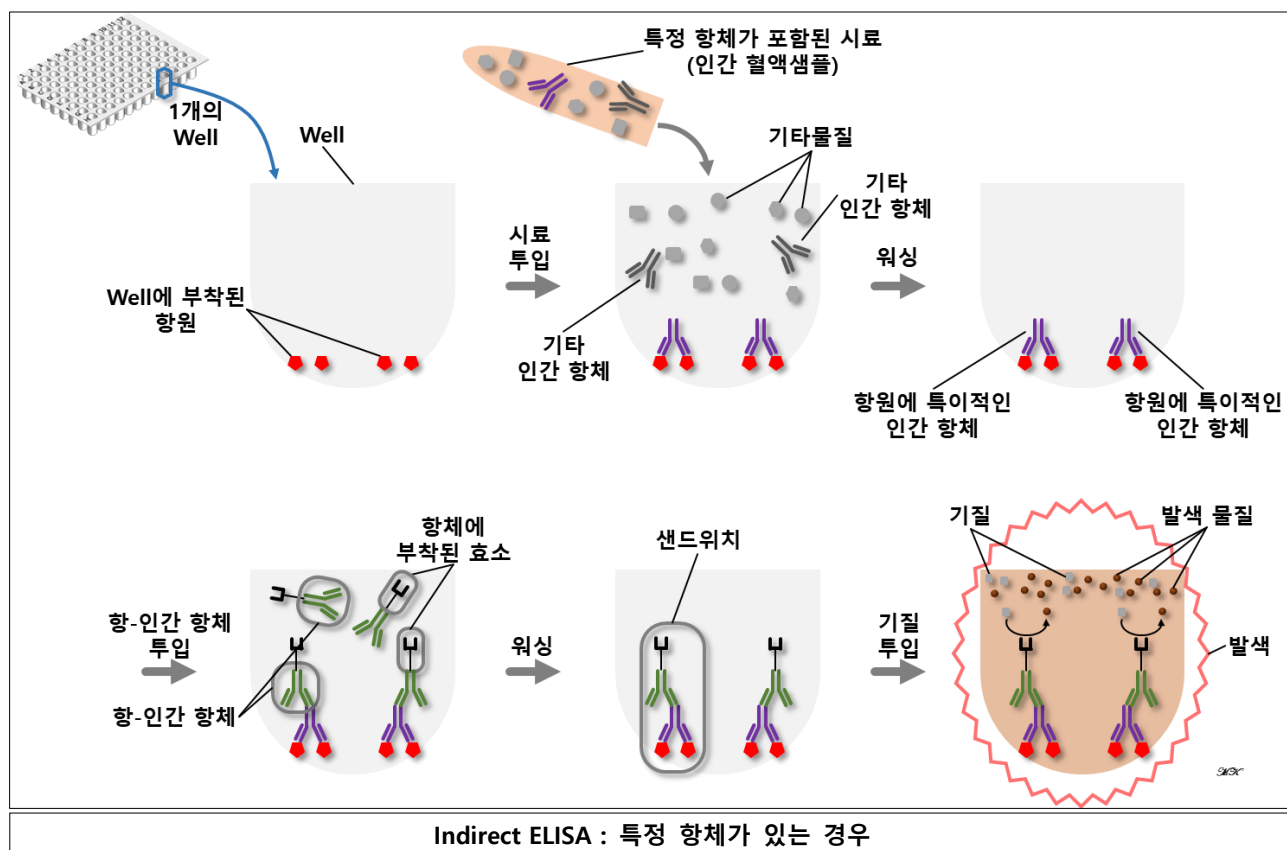 특정 항체가 포함된 시료
(인간 혈액샘플)
1개의
Well
Well
기타물질
기타
인간 항체
시료
투입
워싱
Well에 부착된
항원
기타
인간 항체
항원에 특이적인
인간 항체
항원에 특이적인
인간 항체
항체에
부착된 효소
샌드위치
기질
발색 물질
항-인간 항체
투입
워싱
기질
투입
발색
항-인간 항체
MK
Indirect ELISA : 특정 항체가 있는 경우